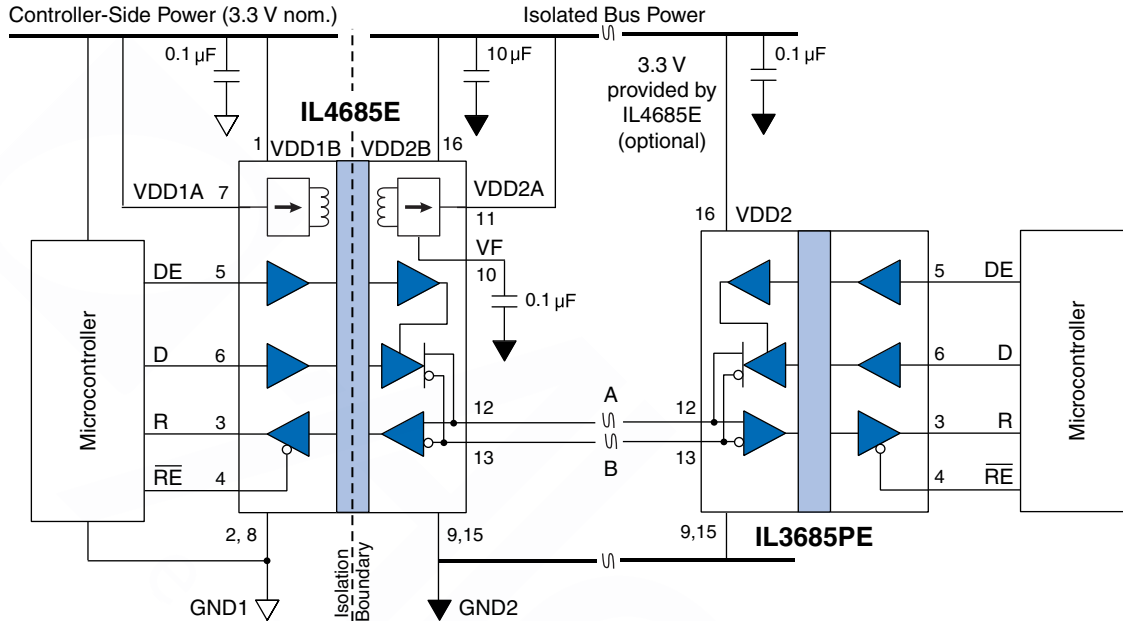 Controller-Side Power (3.3 V nom.)
Isolated Bus Power
0.1 µF
10 µF
0.1 µF
3.3 V
provided by
IL4685E
(optional)
IL4685E
1
VDD1B
VDD2B
16
VDD1A
7
VDD2A
11
VF
10
0.1 µF
16
VDD2
Microcontroller
DE
5
D
6
R
3
RE
4
12
13
A
B
12
13
5
DE
6
D
3
R
4
RE
Microcontroller
2, 8
9,15
9,15
IL3685PE
GND1
Isolation
Boundary
GND2